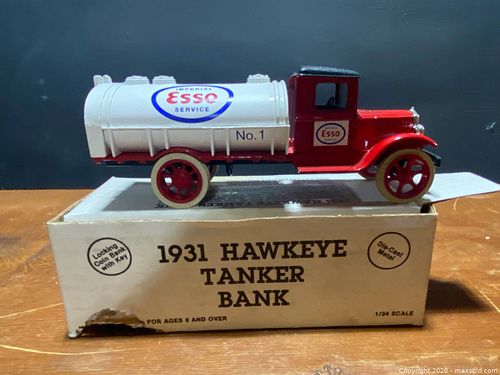 IMPERIAL
Esso
SERVICE
No. 1
Esso
Locking
Coin Bank
with Key
1931 HAWKEYE
TANKER
BANK
Die-Cast
Metal
FOR AGES 8 AND OVER
1/34 SCALE
Copyright 2026 - maxsold.com